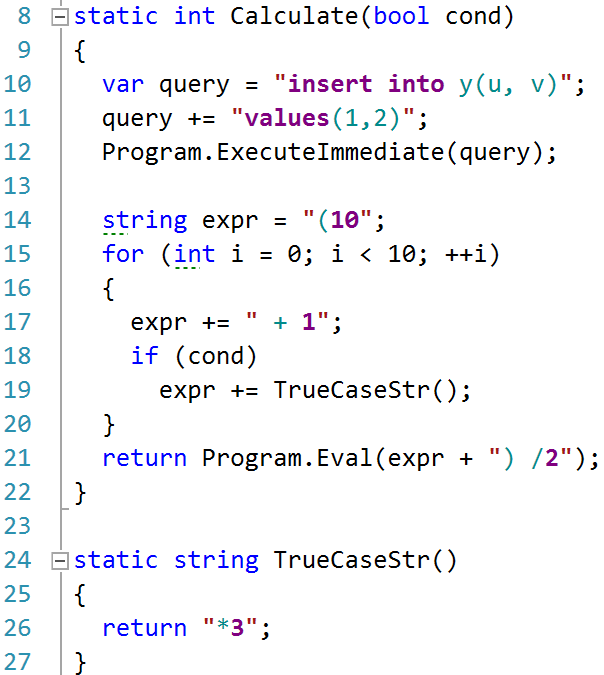 8 static int Calculate(bool cond)
9 {
10 var query = "insert into y(u, v)";
11 query += "values(1,2)";
12 Program.ExecuteImmediate(query);
13
14 string expr = "(10";
15 for (int i = 0; i < 10; ++i)
16 {
17 expr += " + 1";
18 if (cond)
19 expr += TrueCaseStr();
20 }
21 return Program.Eval(expr + ") /2");
22 }
23
24 static string TrueCaseStr()
25 {
26 return "*3";
27 }